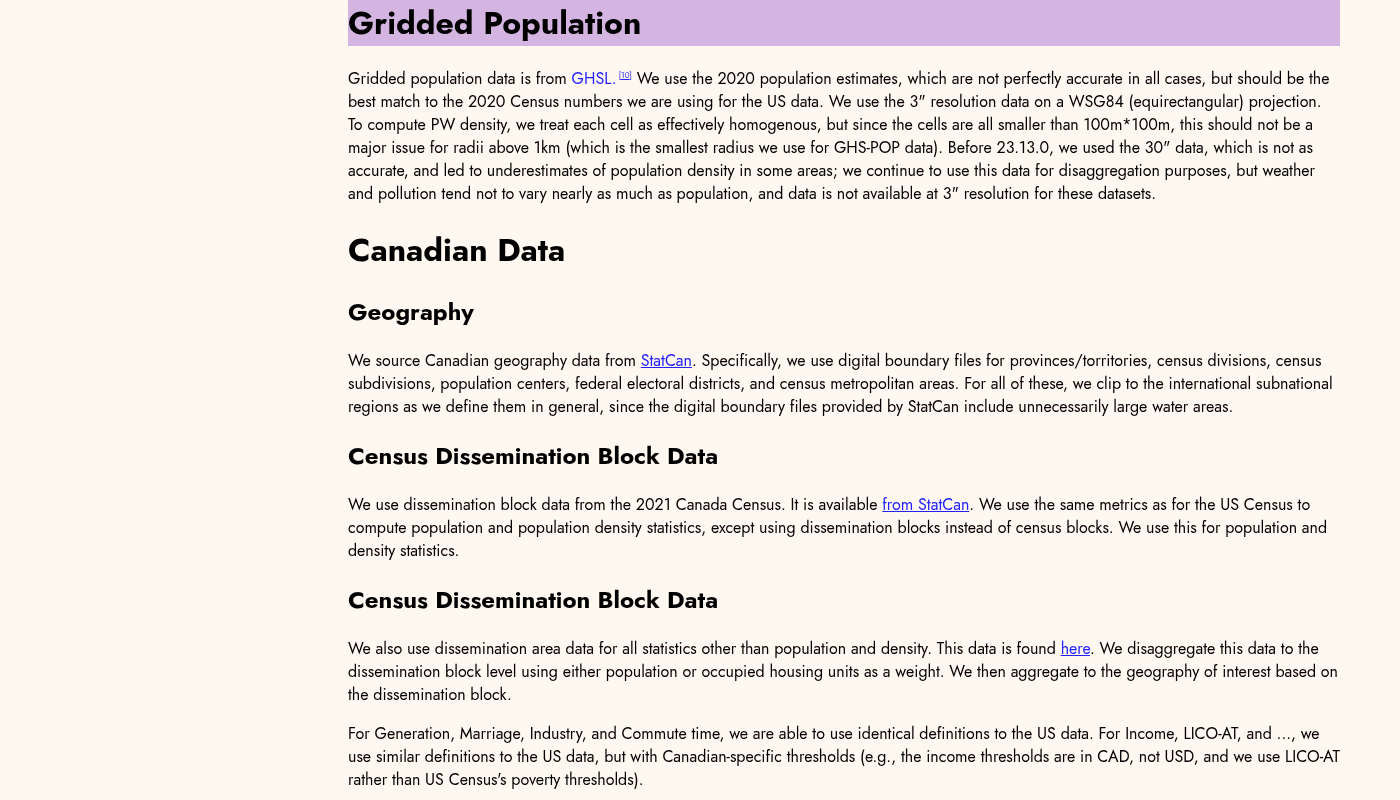 Gridded Population
Gridded population data is from GHSL. [10] We use the 2020 population estimates, which are not perfectly accurate in all cases, but should be the
best match to the 2020 Census numbers we are using for the US data. We use the 3" resolution data on a WSG84 (equirectangular) projection.
To compute PW density, we treat each cell as effectively homogenous, but since the cells are all smaller than 100m*100m, this should not be a
major issue for radii above 1km (which is the smallest radius we use for GHS-POP data). Before 23.13.0, we used the 30" data, which is not as
accurate, and led to underestimates of population density in some areas; we continue to use this data for disaggregation purposes, but weather
and pollution tend not to vary nearly as much as population, and data is not available at 3" resolution for these datasets.
Canadian Data
Geography
We source Canadian geography data from StatCan. Specifically, we use digital boundary files for provinces/territories, census divisions, census
subdivisions, population centers, federal electoral districts, and census metropolitan areas. For all of these, we clip to the international subnational
regions as we define them in general, since the digital boundary files provided by StatCan include unnecessarily large water areas.
Census Dissemination Block Data
We use dissemination block data from the 2021 Canada Census. It is available from StatCan. We use the same metrics as for the US Census to
compute population and population density statistics, except using dissemination blocks instead of census blocks. We use this for population and
density statistics.
Census Dissemination Block Data
We also use dissemination area data for all statistics other than population and density. This data is found here. We disaggregate this data to the
dissemination block level using either population or occupied housing units as a weight. We then aggregate to the geography of interest based on
the dissemination block.
For Generation, Marriage, Industry, and Commute time, we are able to use identical definitions to the US data. For Income, LICO-AT, and ..., we
use similar definitions to the US data, but with Canadian-specific thresholds (e.g., the income thresholds are in CAD, not USD, and we use LICO-AT
rather than US Census's poverty thresholds).